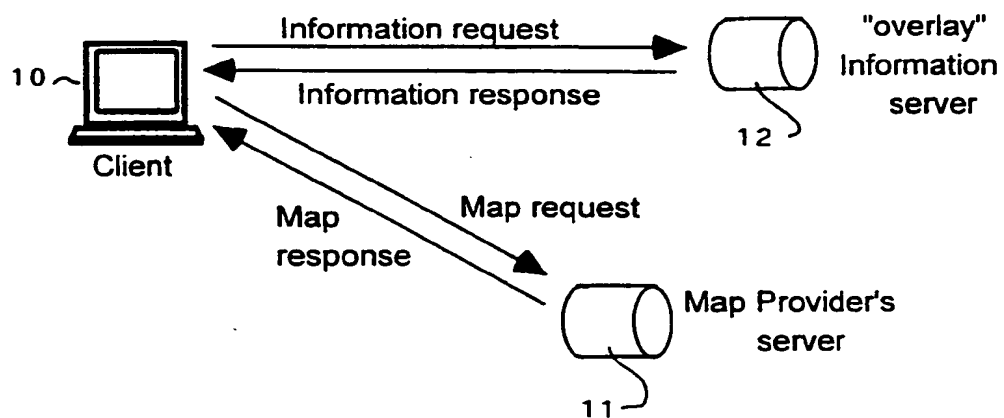 Information request
"overlay"
Information
server
10
Information response
12
Client
Map request
Map
response
Map Provider's
server
11